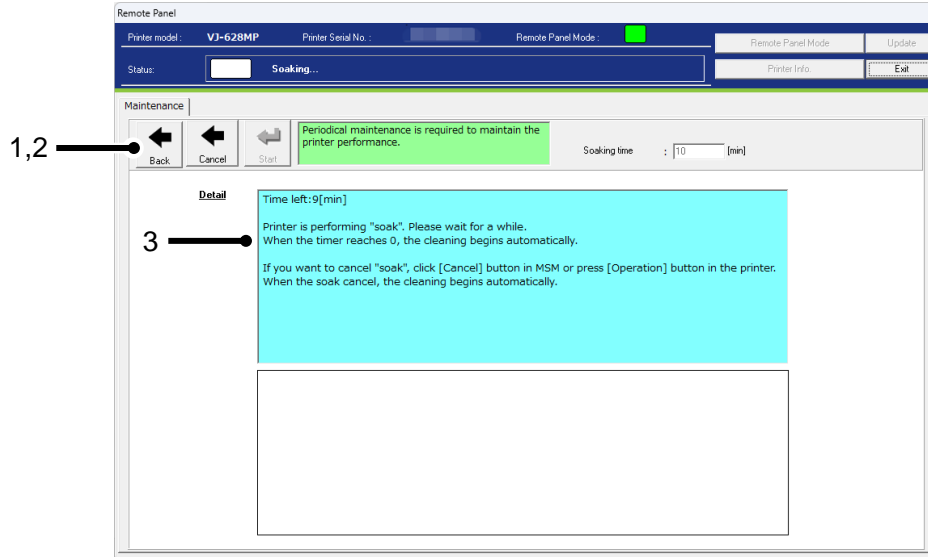 Remote Panel
Printer model : VJ-628MP Printer Serial No. : Remote Panel Mode :
Remote Panel Mode Update
Status: Soaking... Printer Info. Exit
Maintenance
1,2
Back Cancel Start
Periodical maintenance is required to maintain the
printer performance.
Soaking time : 10 [min]
Detail
Time left:9[min]
3
Printer is performing "soak". Please wait for a while.
When the timer reaches 0, the cleaning begins automatically.
If you want to cancel "soak", click [Cancel] button in MSM or press [Operation] button in the printer.
When the soak cancel, the cleaning begins automatically.